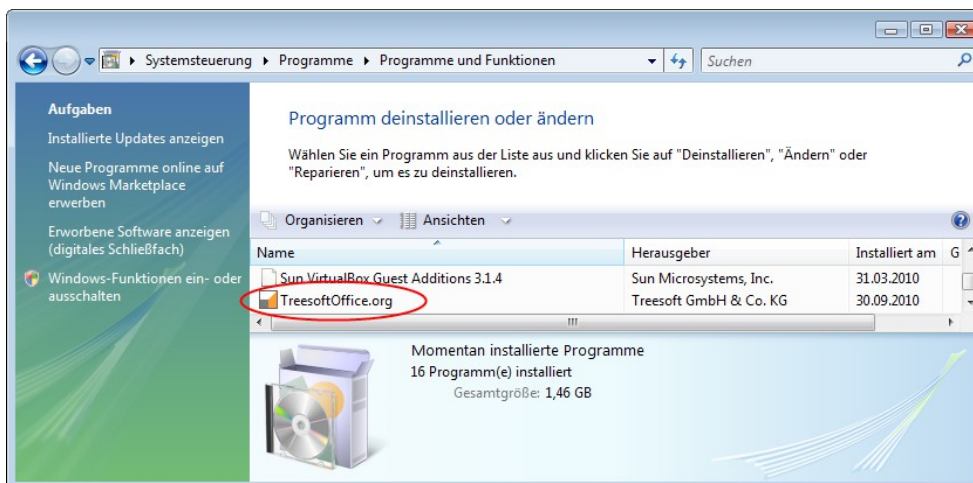 Systemsteuerung ▸ Programme ▸ Programme und Funktionen
Suchen
Aufgaben
Installierte Updates anzeigen
Neue Programme online auf
Windows Marketplace
erwerben
Erworbene Software anzeigen
(digitales Schließfach)
Windows-Funktionen ein- oder
ausschalten
Programm deinstallieren oder ändern
Wählen Sie ein Programm aus der Liste aus und klicken Sie auf "Deinstallieren", "Ändern" oder
"Reparieren", um es zu deinstallieren.
Organisieren Ansichten
Name Herausgeber Installiert am G
Sun VirtualBox Guest Additions 3.1.4 Sun Microsystems, Inc. 31.03.2010
TreesoftOffice.org Treesoft GmbH & Co. KG 30.09.2010
Momentan installierte Programme
16 Programm(e) installiert
Gesamtgröße: 1,46 GB